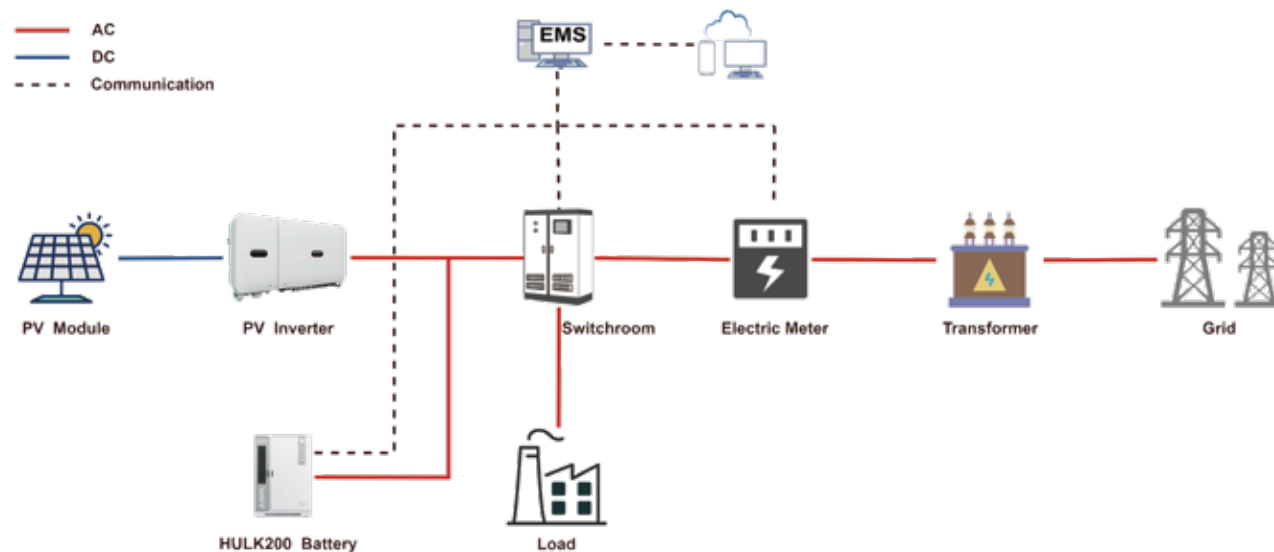 AC
DC
Communication
EMS
PV Module
PV Inverter
Switchroom
Electric Meter
Transformer
Grid
HULK200 Battery
Load